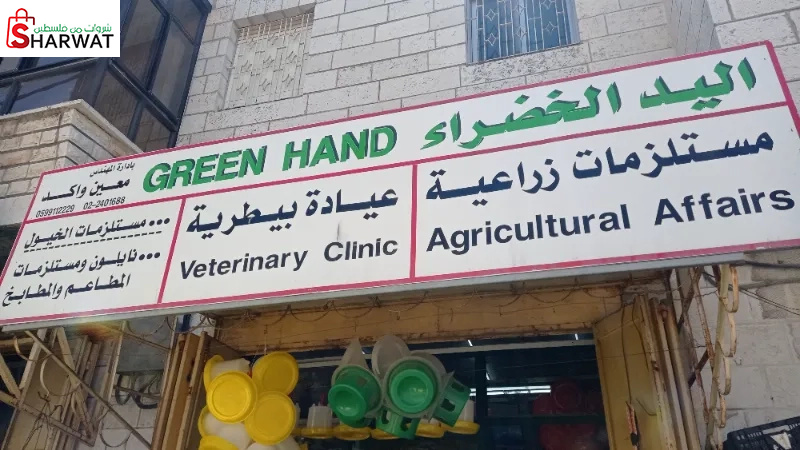 شروات من فلسطين
SHARWAT
اليد الخضراء
GREEN HAND
بإدارة المهندس
معين واكد
0599112229 02-2401688
مستلزمات زراعية
Agricultural Affairs
عيادة بيطرية
Veterinary Clinic
...مستلزمات الخيول
...نايلون ومستلزمات
المطاعم والمطابخ